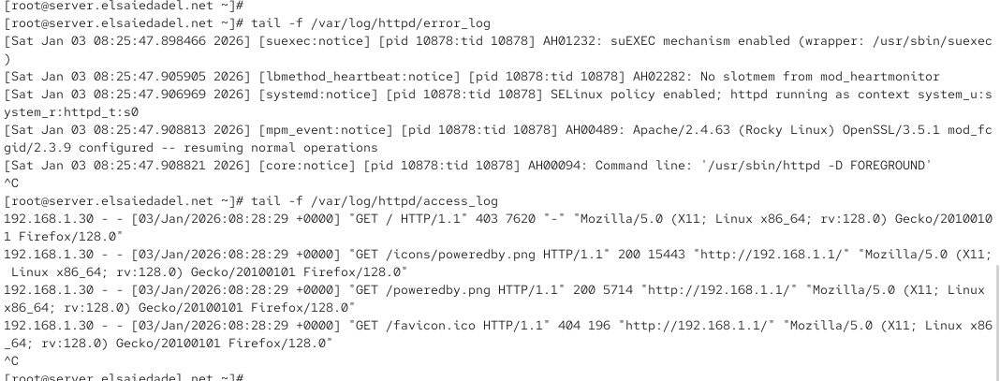 [root@server.elsaiedadel.net ~]#
[root@server.elsaiedadel.net ~]# tail -f /var/log/httpd/error_log
[Sat Jan 03 08:25:47.898466 2026] [suexec:notice] [pid 10878:tid 10878] AH01232: suEXEC mechanism enabled (wrapper: /usr/sbin/suexec
)
[Sat Jan 03 08:25:47.905905 2026] [lbmethod_heartbeat:notice] [pid 10878:tid 10878] AH02282: No slotmem from mod_heartmonitor
[Sat Jan 03 08:25:47.906969 2026] [systemd:notice] [pid 10878:tid 10878] SELinux policy enabled; httpd running as context system_u:s
ystem_r:httpd_t:s0
[Sat Jan 03 08:25:47.908813 2026] [mpm_event:notice] [pid 10878:tid 10878] AH00489: Apache/2.4.63 (Rocky Linux) OpenSSL/3.5.1 mod_fc
gid/2.3.9 configured -- resuming normal operations
[Sat Jan 03 08:25:47.908821 2026] [core:notice] [pid 10878:tid 10878] AH00094: Command line: '/usr/sbin/httpd -D FOREGROUND'
^C
[root@server.elsaiedadel.net ~]# tail -f /var/log/httpd/access_log
192.168.1.30 - - [03/Jan/2026:08:28:29 +0000] "GET / HTTP/1.1" 403 7620 "-" "Mozilla/5.0 (X11; Linux x86_64; rv:128.0) Gecko/2010010
1 Firefox/128.0"
192.168.1.30 - - [03/Jan/2026:08:28:29 +0000] "GET /icons/poweredby.png HTTP/1.1" 200 15443 "http://192.168.1.1/" "Mozilla/5.0 (X11;
 Linux x86_64; rv:128.0) Gecko/20100101 Firefox/128.0"
192.168.1.30 - - [03/Jan/2026:08:28:29 +0000] "GET /poweredby.png HTTP/1.1" 200 5714 "http://192.168.1.1/" "Mozilla/5.0 (X11; Linux
x86_64; rv:128.0) Gecko/20100101 Firefox/128.0"
192.168.1.30 - - [03/Jan/2026:08:28:29 +0000] "GET /favicon.ico HTTP/1.1" 404 196 "http://192.168.1.1/" "Mozilla/5.0 (X11; Linux x86
_64; rv:128.0) Gecko/20100101 Firefox/128.0"
^C
[root@server.elsaiedadel.net ~]#